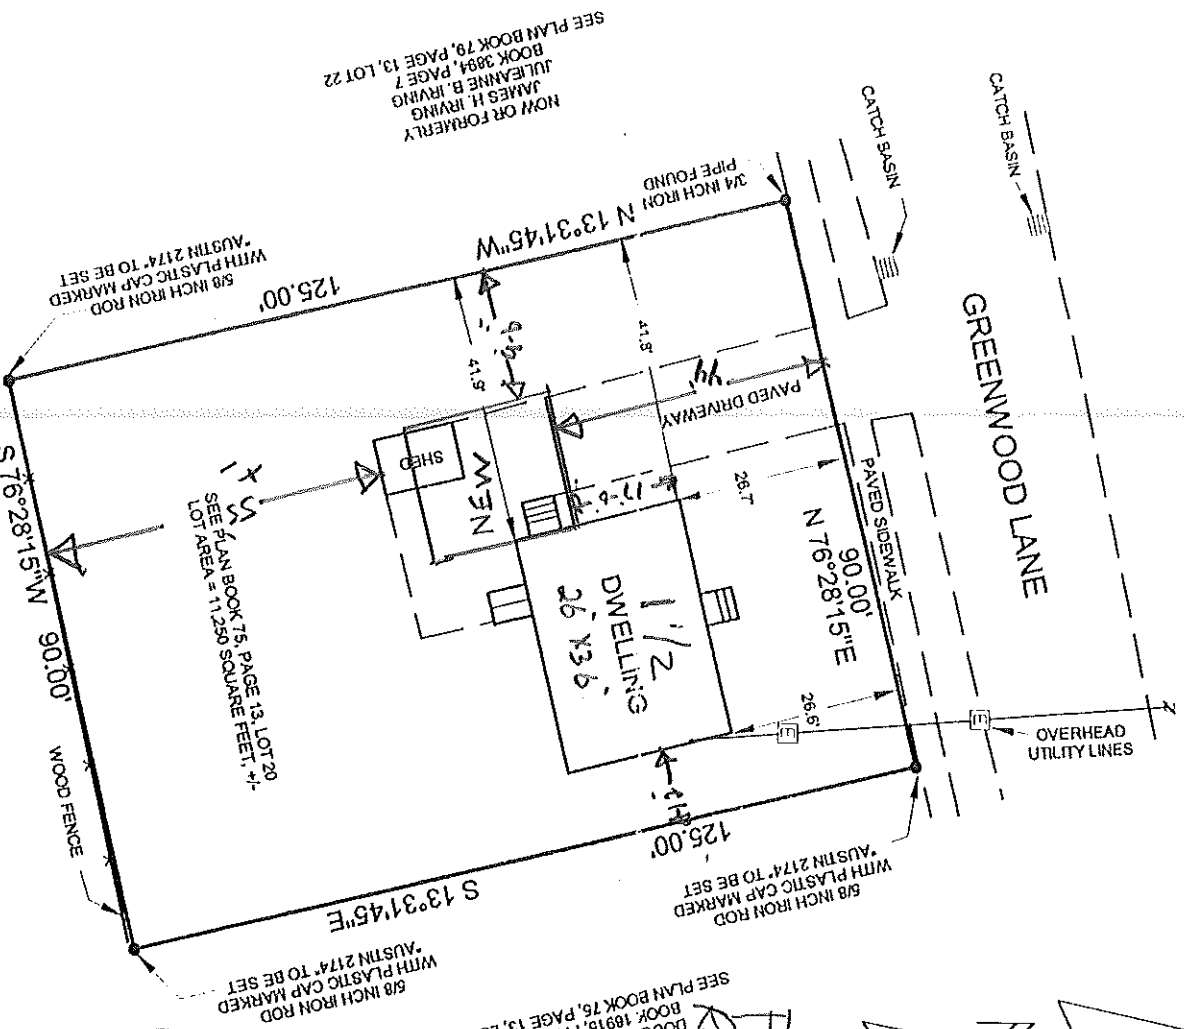 SEE PLAN BOOK 79, PAGE 13, LOT 22
BOOK 3894, PAGE 7
JULIEANNE B. IRVING
JAMES H. IRVING
NOW OR FORMERLY
CATCH BASIN
CATCH BASIN
3/4 INCH IRON
PIPE FOUND
N 13°31'45"W
125.00'
5/8 INCH IRON ROD
WITH PLASTIC CAP MARKED
"AUSTIN 2174" TO BE SET
GREENWOOD LANE
41.9'
41.9'
44'
PAVED DRIVEWAY
SHED
NEW
17'-6"
26.7'
PAVED SIDEWALK
90.00'
N 76°28'15"E
1 1/2
DWELLING
26 X 36'
55'
SEE PLAN BOOK 75, PAGE 13, LOT 20
LOT AREA = 11,250 SQUARE FEET, +/-
S 76°28'15"W 90.00'
WOOD FENCE
26.6'
E
E
OVERHEAD
UTILITY LINES
125.00'
S 13°31'45"E
5/8 INCH IRON ROD
WITH PLASTIC CAP MARKED
"AUSTIN 2174" TO BE SET
5/8 INCH IRON ROD
WITH PLASTIC CAP MARKED
"AUSTIN 2174" TO BE SET
SEE PLAN BOOK 75, PAGE 13,
BOOK 16915,